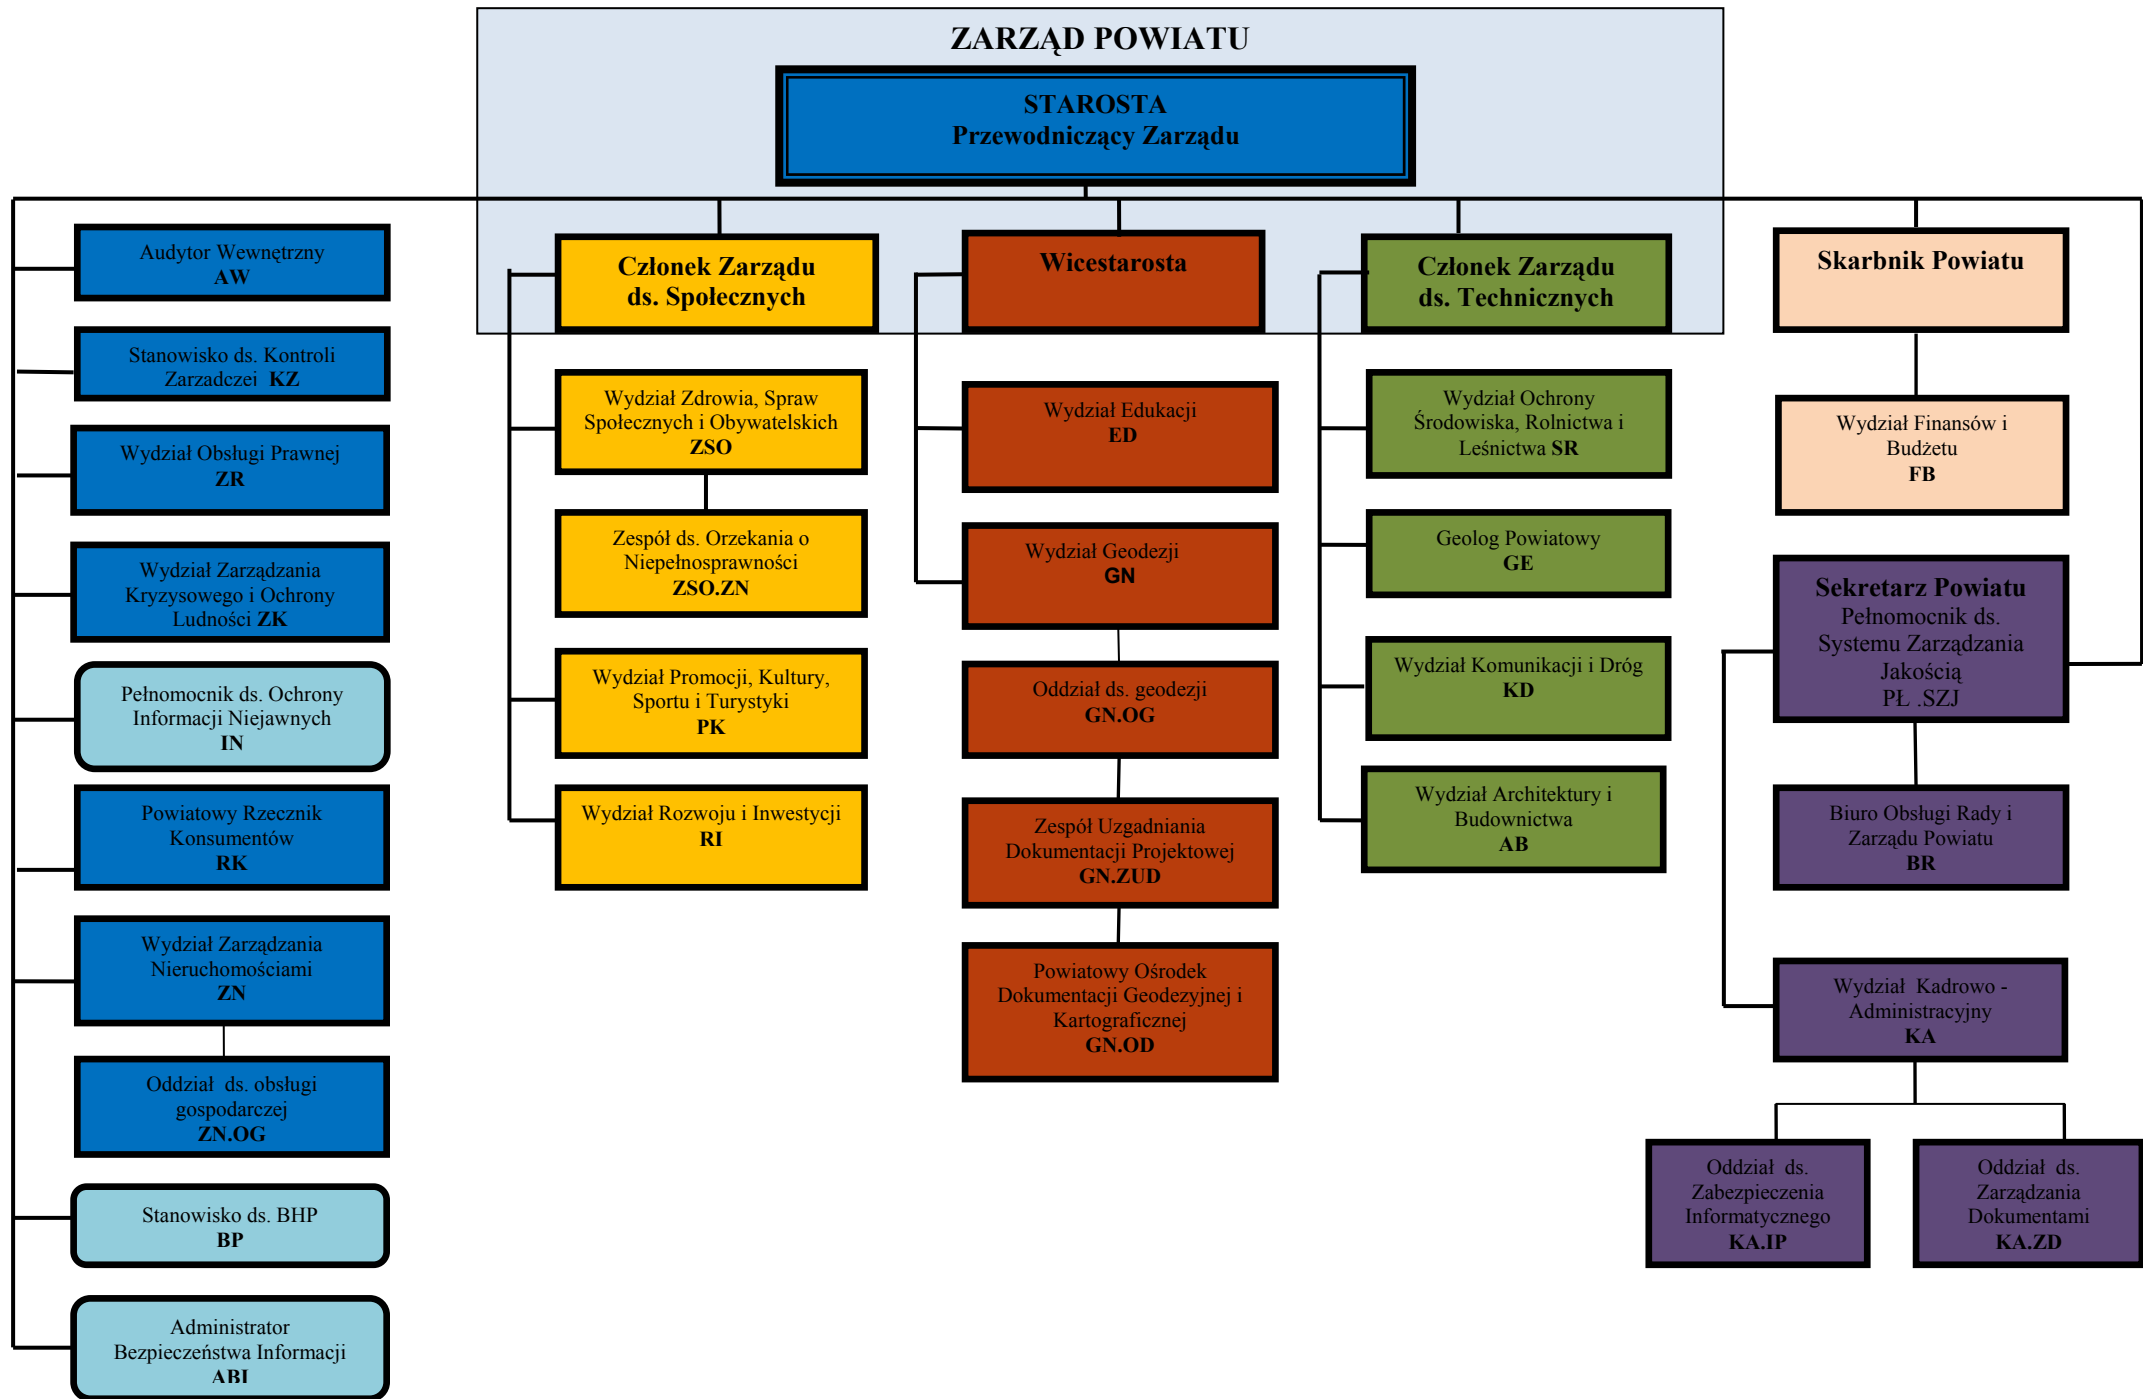 ZARZĄD POWIATU
STAROSTA
Przewodniczący Zarządu
Audytor Wewnętrzny
AW
Stanowisko ds. Kontroli
Zarzadczej KZ
Wydział Obsługi Prawnej
ZR
Wydział Zarządzania
Kryzysowego i Ochrony
Ludności ZK
Pełnomocnik ds. Ochrony
Informacji Niejawnych
IN
Powiatowy Rzecznik
Konsumentów
RK
Wydział Zarządzania
Nieruchomościami
ZN
Oddział ds. obsługi
gospodarczej
ZN.OG
Stanowisko ds. BHP
BP
Administrator
Bezpieczeństwa Informacji
ABI
Członek Zarządu
ds. Społecznych
Wydział Zdrowia, Spraw
Społecznych i Obywatelskich
ZSO
Zespół ds. Orzekania o
Niepełnosprawności
ZSO.ZN
Wydział Promocji, Kultury,
Sportu i Turystyki
PK
Wydział Rozwoju i Inwestycji
RI
Wicestarosta
Wydział Edukacji
ED
Wydział Geodezji
GN
Oddział ds. geodezji
GN.OG
Zespół Uzgadniania
Dokumentacji Projektowej
GN.ZUD
Powiatowy Ośrodek
Dokumentacji Geodezyjnej i
Kartograficznej
GN.OD
Członek Zarządu
ds. Technicznych
Wydział Ochrony
Środowiska, Rolnictwa i
Leśnictwa SR
Geolog Powiatowy
GE
Wydział Komunikacji i Dróg
KD
Wydział Architektury i
Budownictwa
AB
Skarbnik Powiatu
Wydział Finansów i
Budżetu
FB
Sekretarz Powiatu
Pełnomocnik ds.
Systemu Zarządzania
Jakością
PŁ .SZJ
Biuro Obsługi Rady i
Zarządu Powiatu
BR
Wydział Kadrowo -
Administracyjny
KA
Oddział ds.
Zabezpieczenia
Informatycznego
KA.IP
Oddział ds.
Zarządzania
Dokumentami
KA.ZD